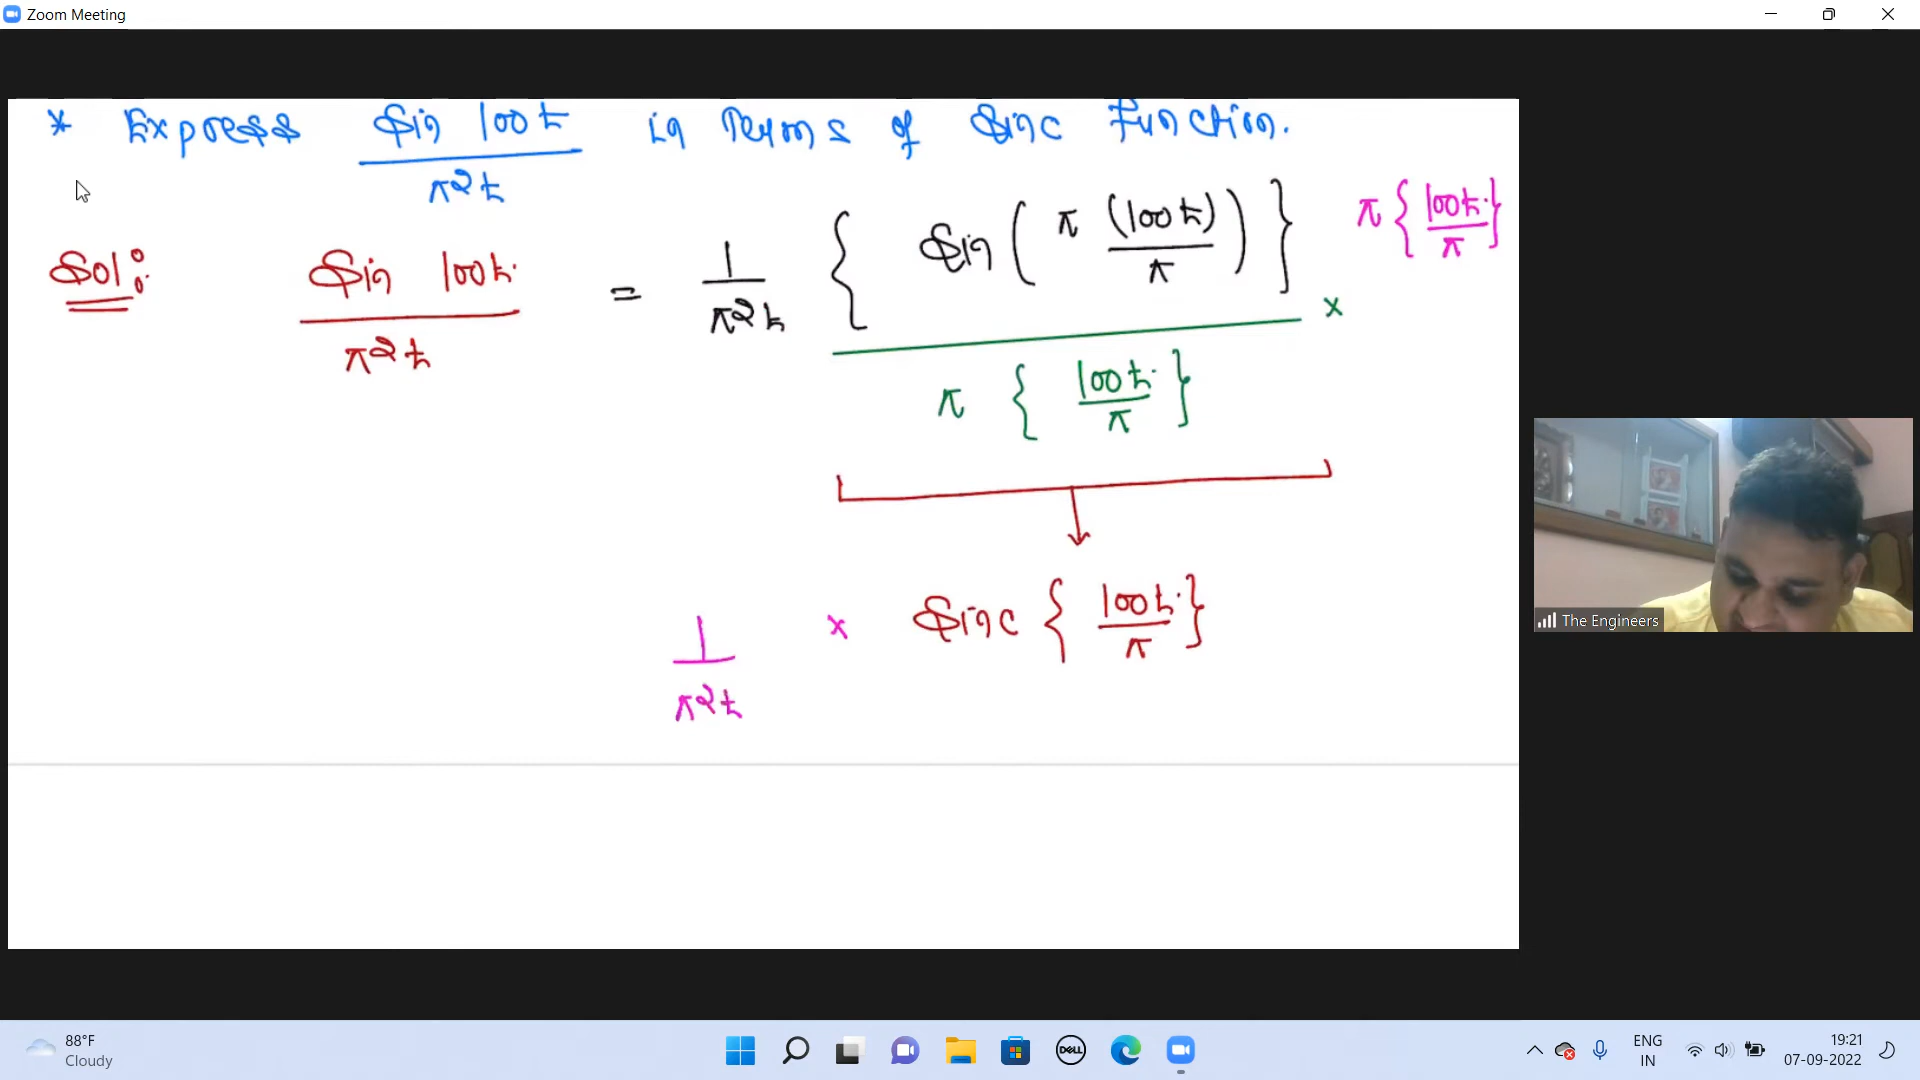 Zoom Meeting
* Express sin 100t / π²t in Terms of Sinc Function.
Sol: sin 100t / π²t = 1/π²t { sin ( π (100t)/π ) } / π { 100t/π } × π { 100t/π }
1/π²t × Sinc { 100t/π }
The Engineers
88°F
Cloudy
DELL
ENG
IN
19:21
07-09-2022